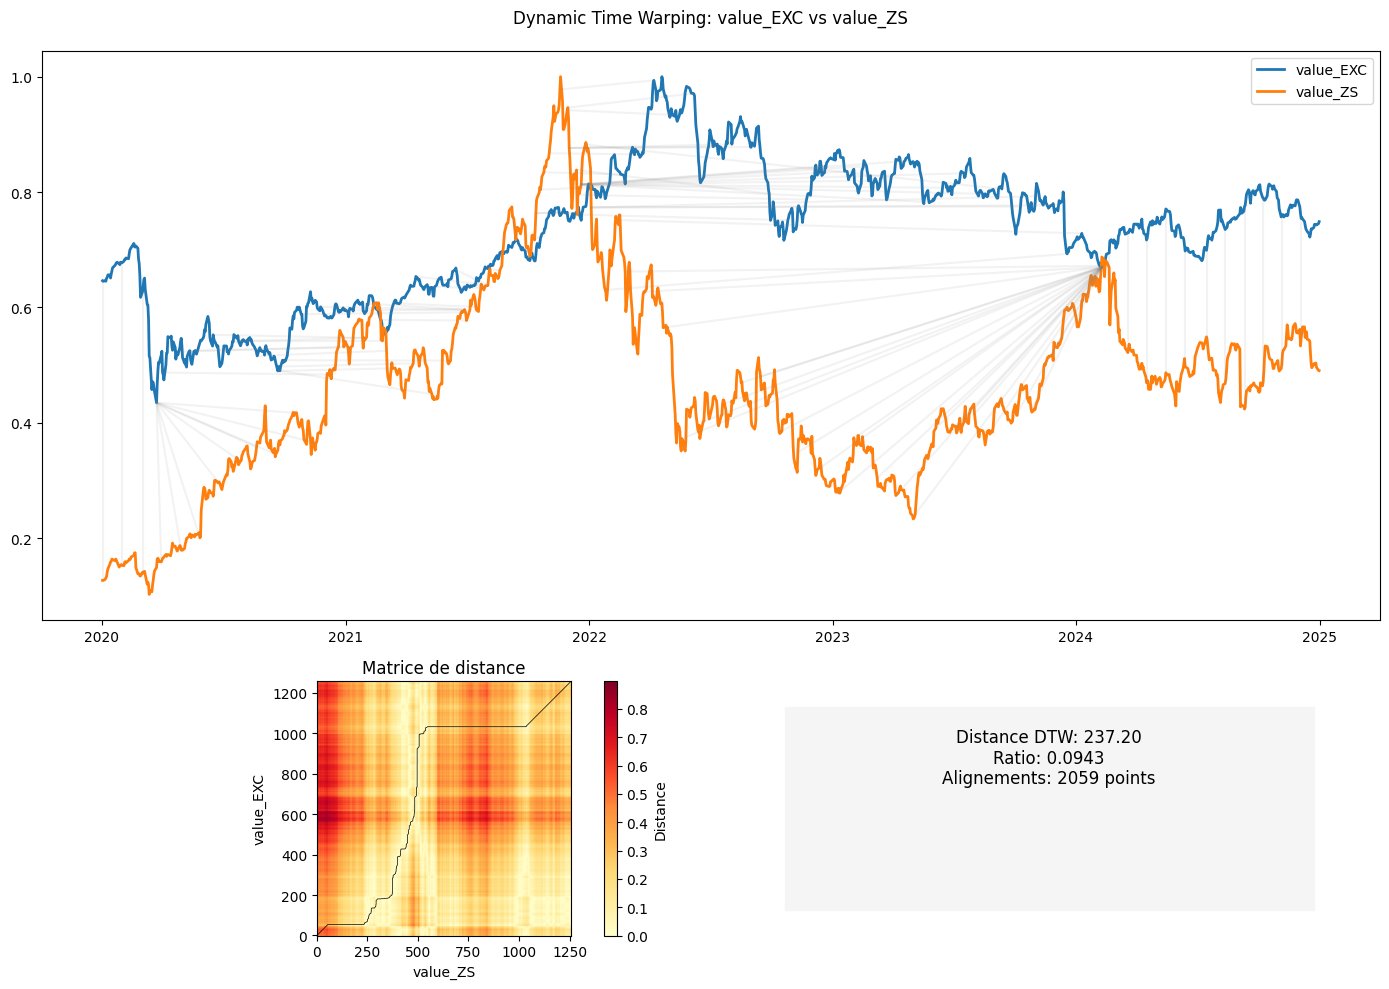 Dynamic Time Warping: value_EXC vs value_ZS
value_EXC
value_ZS
1.0
0.8
0.6
0.4
0.2
2020 2021 2022 2023 2024 2025
Matrice de distance
value_EXC
1200
1000
800
600
400
200
0
0 250 500 750 1000 1250
value_ZS
0.8
0.7
0.6
0.5
0.4
0.3
0.2
0.1
0.0
Distance
Distance DTW: 237.20
Ratio: 0.0943
Alignements: 2059 points